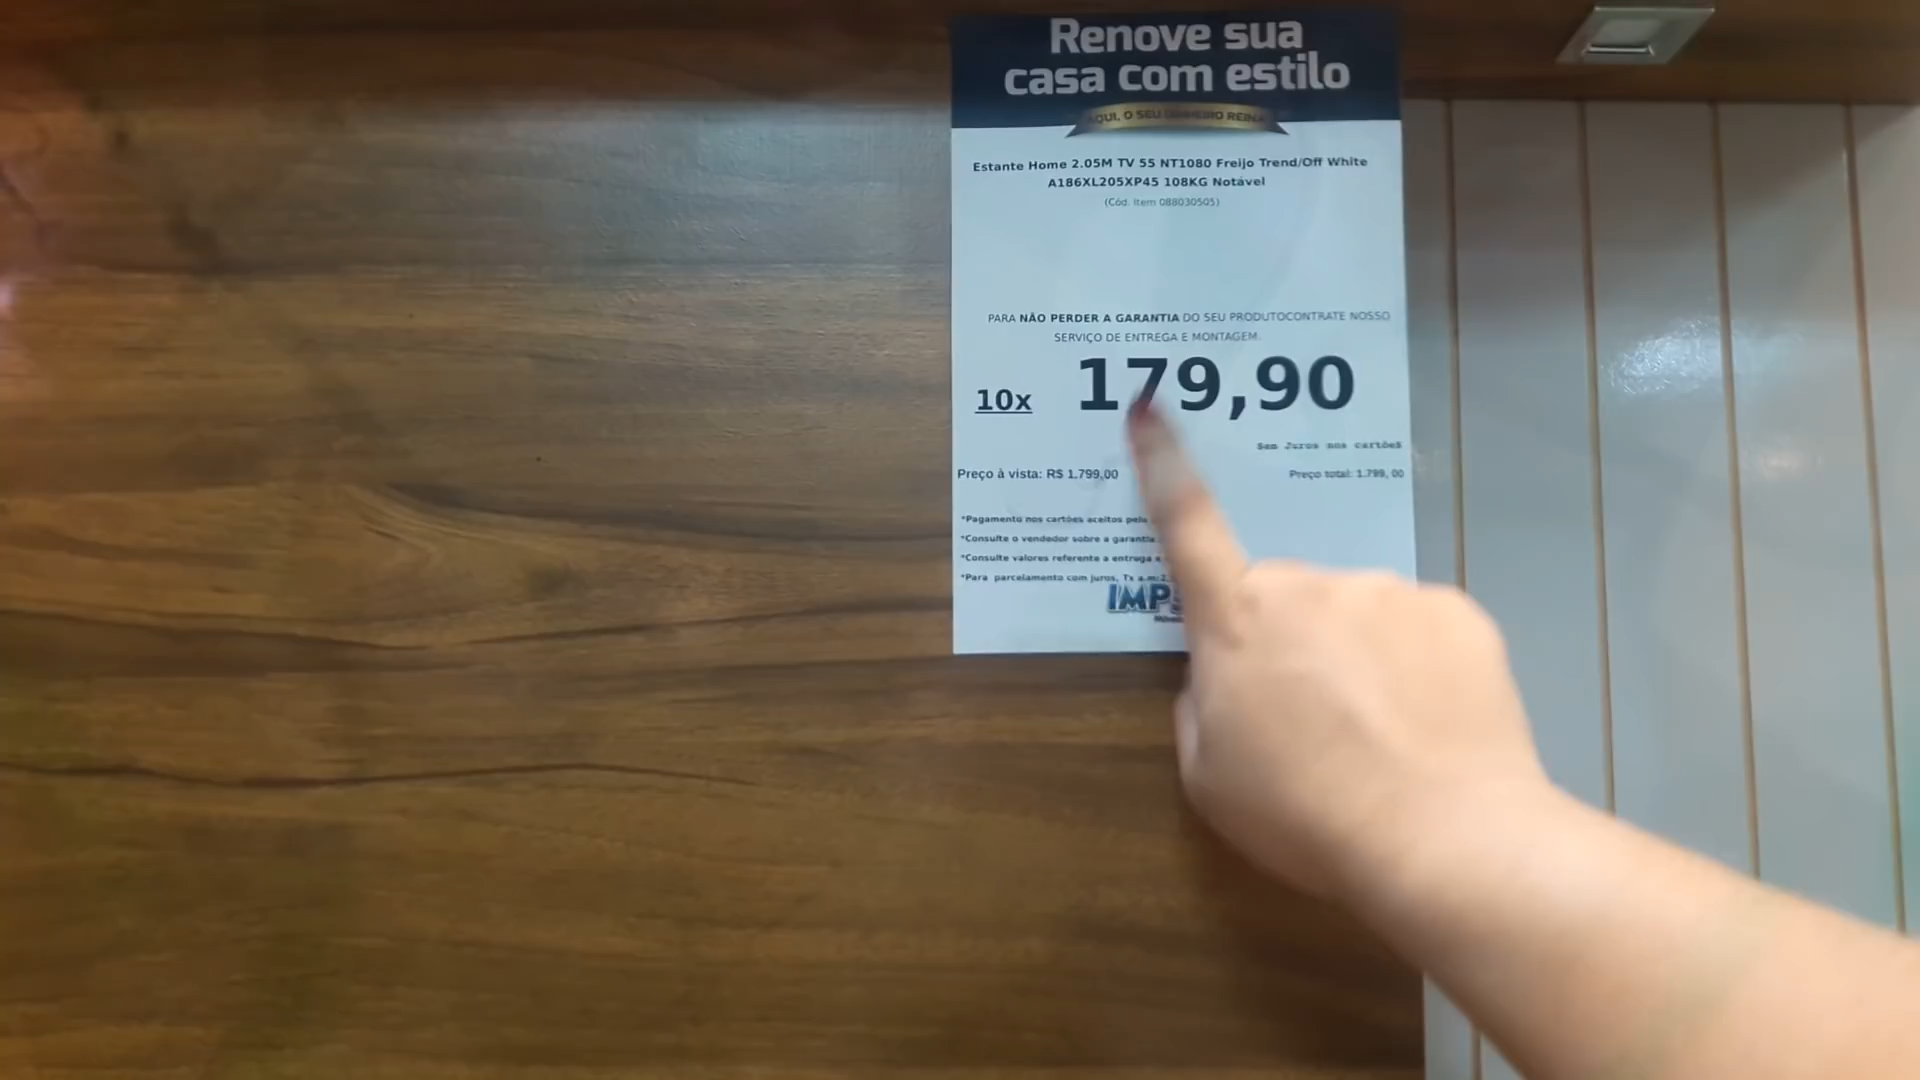 Renove sua
casa com estilo
AQUI, O SEU DINHEIRO REINA
Estante Home 2.05M TV 55 NT1080 Freijo Trend/Off White
A186XL205XP45 108KG Notável
(Cód. Item 088030505)
PARA NÃO PERDER A GARANTIA DO SEU PRODUTOCONTRATE NOSSO
SERVIÇO DE ENTREGA E MONTAGEM.
10x 179,90
Sem Juros nos cartões
Preço à vista: R$ 1.799,00 Preço total: 1.799, 00
*Pagamento nos cartões aceitos pela
*Consulte o vendedor sobre a garantia
*Consulte valores referente a entrega e
*Para parcelamento com juros, Tx a.m:2,